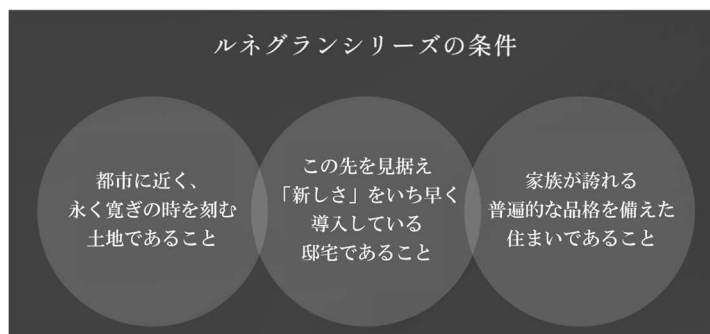 ルネグランシリーズの条件
都市に近く、
永く寛ぎの時を刻む
土地であること
この先を見据え
「新しさ」をいち早く
導入している
邸宅であること
家族が誇れる
普遍的な品格を備えた
住まいであること